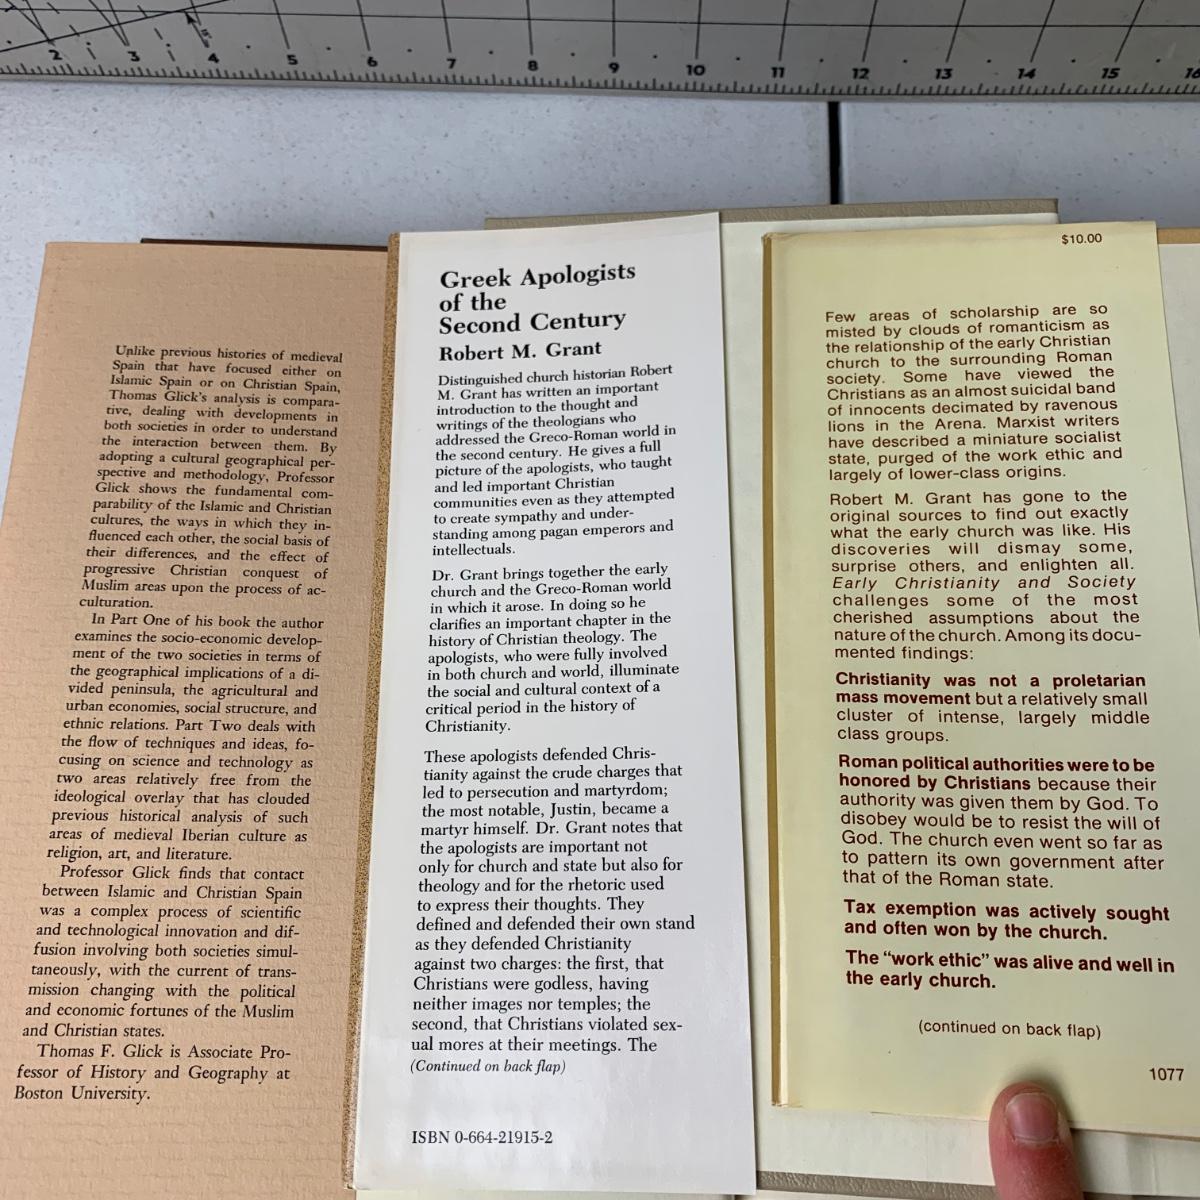 2 3 4 5 6 7 8 9 10 11 12 13 14 15 16
Unlike previous histories of medieval
Spain that have focused either on
Islamic Spain or on Christian Spain,
Thomas Glick's analysis is compara-
tive, dealing with developments in
both societies in order to understand
the interaction between them. By
adopting a cultural geographical per-
spective and methodology, Professor
Glick shows the fundamental com-
parability of the Islamic and Christian
cultures, the ways in which they in-
fluenced each other, the social basis of
their differences, and the effect of
progressive Christian conquest of
Muslim areas upon the process of ac-
culturation.
In Part One of his book the author
examines the socio-economic develop-
ment of the two societies in terms of
the geographical implications of a di-
vided peninsula, the agricultural and
urban economies, social structure, and
ethnic relations. Part Two deals with
the flow of techniques and ideas, fo-
cusing on science and technology as
two areas relatively free from the
ideological overlay that has clouded
previous historical analysis of such
areas of medieval Iberian culture as
religion, art, and literature.
Professor Glick finds that contact
between Islamic and Christian Spain
was a complex process of scientific
and technological innovation and dif-
fusion involving both societies simul-
taneously, with the current of trans-
mission changing with the political
and economic fortunes of the Muslim
and Christian states.
Thomas F. Glick is Associate Pro-
fessor of History and Geography at
Boston University.
Greek Apologists
of the
Second Century
Robert M. Grant
Distinguished church historian Robert
M. Grant has written an important
introduction to the thought and
writings of the theologians who
addressed the Greco-Roman world in
the second century. He gives a full
picture of the apologists, who taught
and led important Christian
communities even as they attempted
to create sympathy and under-
standing among pagan emperors and
intellectuals.
Dr. Grant brings together the early
church and the Greco-Roman world
in which it arose. In doing so he
clarifies an important chapter in the
history of Christian theology. The
apologists, who were fully involved
in both church and world, illuminate
the social and cultural context of a
critical period in the history of
Christianity.
These apologists defended Chris-
tianity against the crude charges that
led to persecution and martyrdom;
the most notable, Justin, became a
martyr himself. Dr. Grant notes that
the apologists are important not
only for church and state but also for
theology and for the rhetoric used
to express their thoughts. They
defined and defended their own stand
as they defended Christianity
against two charges: the first, that
Christians were godless, having
neither images nor temples; the
second, that Christians violated sex-
ual mores at their meetings. The
(Continued on back flap)
ISBN 0-664-21915-2
$10.00
Few areas of scholarship are so
misted by clouds of romanticism as
the relationship of the early Christian
church to the surrounding Roman
society. Some have viewed the
Christians as an almost suicidal band
of innocents decimated by ravenous
lions in the Arena. Marxist writers
have described a miniature socialist
state, purged of the work ethic and
largely of lower-class origins.
Robert M. Grant has gone to the
original sources to find out exactly
what the early church was like. His
discoveries will dismay some,
surprise others, and enlighten all.
Early Christianity and Society
challenges some of the most
cherished assumptions about the
nature of the church. Among its docu-
mented findings:
Christianity was not a proletarian
mass movement but a relatively small
cluster of intense, largely middle
class groups.
Roman political authorities were to be
honored by Christians because their
authority was given them by God. To
disobey would be to resist the will of
God. The church even went so far as
to pattern its own government after
that of the Roman state.
Tax exemption was actively sought
and often won by the church.
The “work ethic” was alive and well in
the early church.
(continued on back flap)
1077